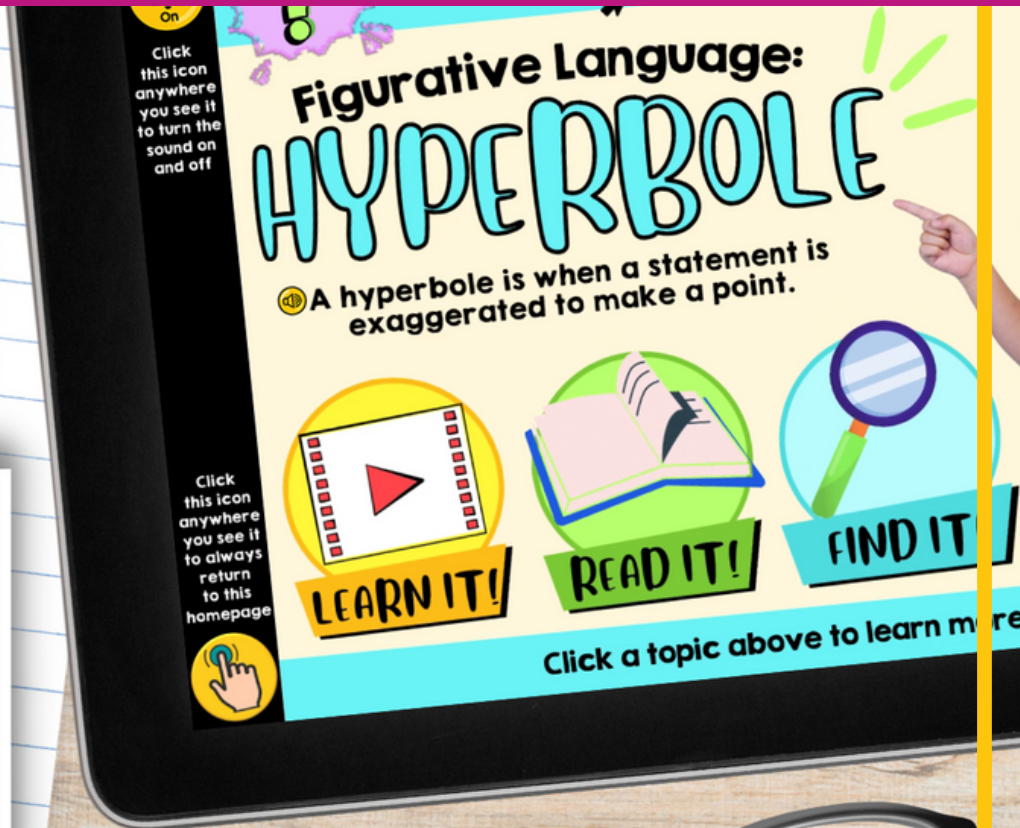 On
Click
this icon
anywhere
you see it
to turn the
sound on
and off
!
Figurative Language:
HYPERBOLE
A hyperbole is when a statement is
exaggerated to make a point.
LEARN IT!
READ IT!
FIND IT!
Click
this icon
anywhere
you see it
to always
return
to this
homepage
Click a topic above to learn more